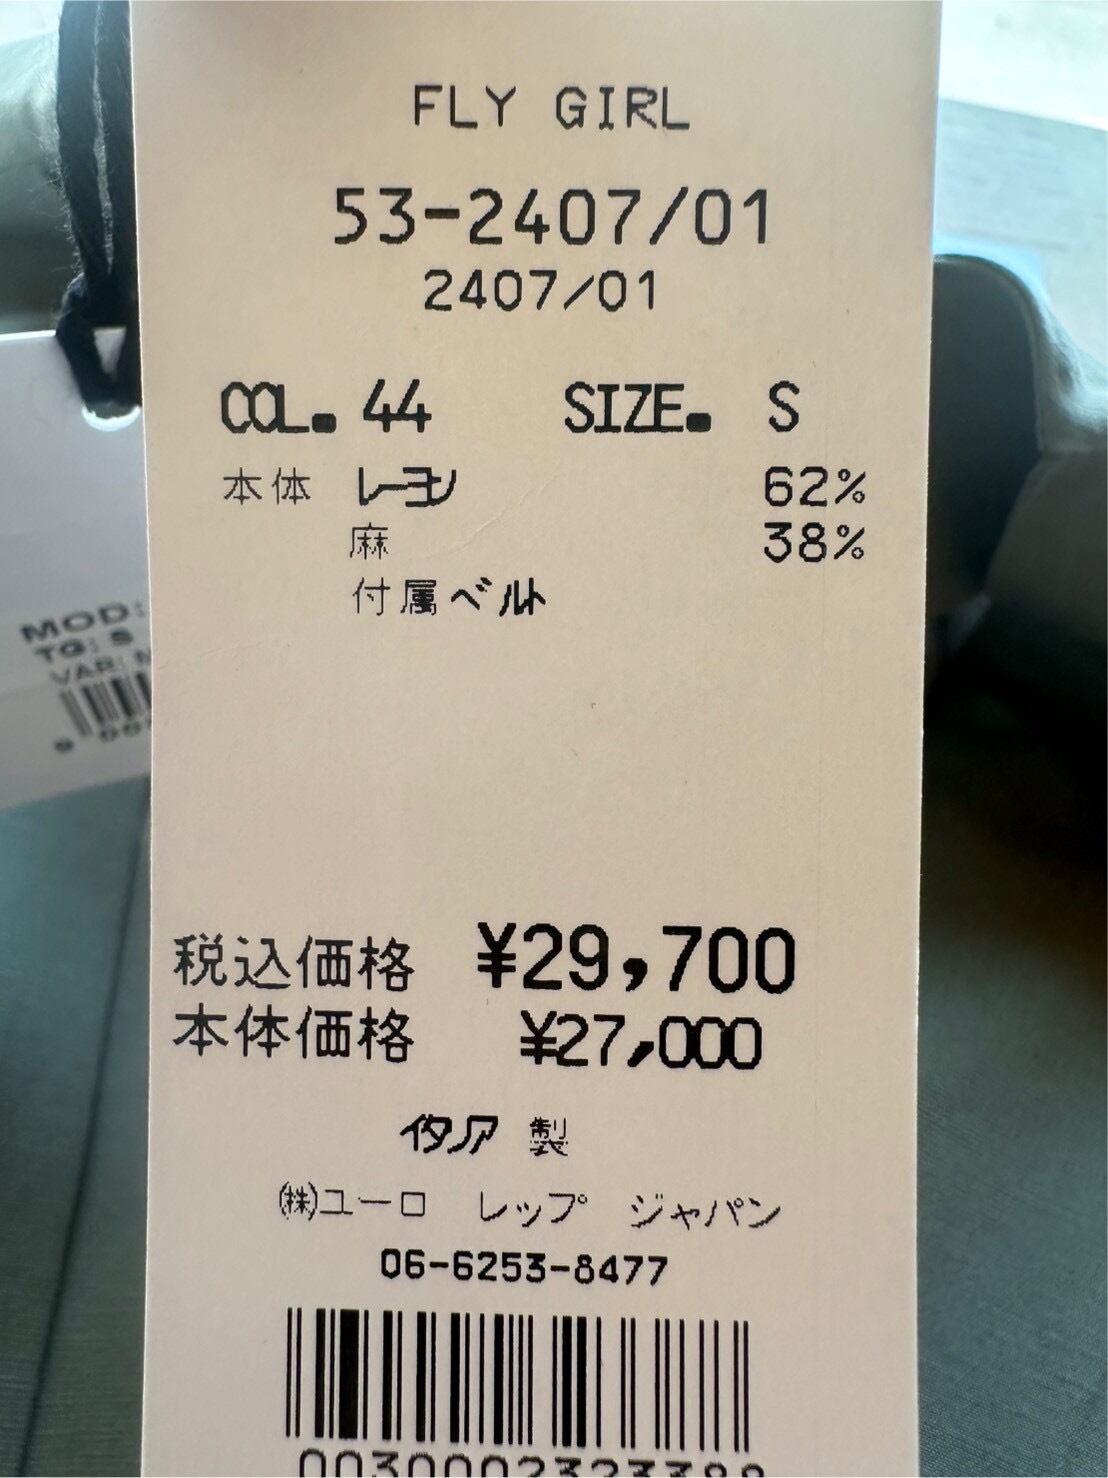 FLY GIRL
53-2407/01
2407/01
COL. 44 SIZE. S
本体 レーヨン 62%
麻 38%
付属ベルト
MOD:
TG: S
VAR:
税込価格 ¥29,700
本体価格 ¥27,000
イタリア 製
㈱ユーロ レップ ジャパン
06-6253-8477